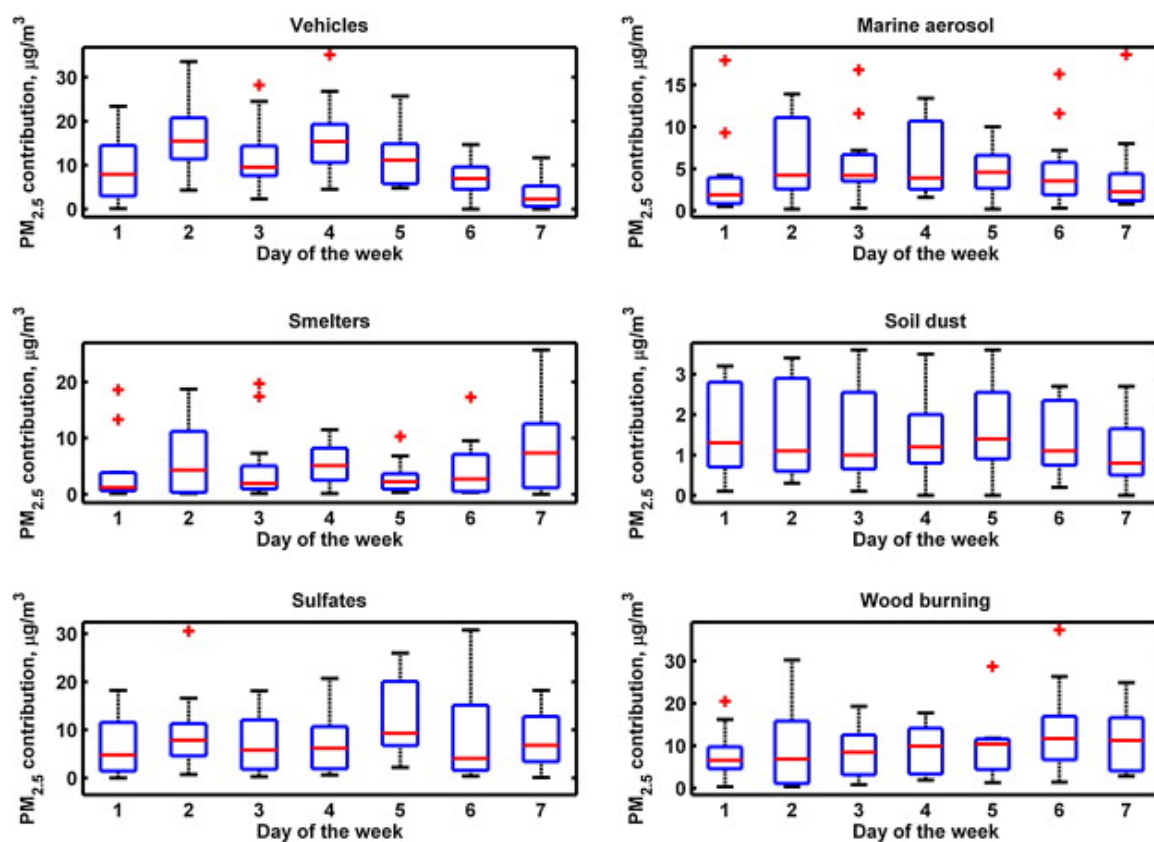 Vehicles
PM2.5 contribution, μg/m3
30
20
10
0
1 2 3 4 5 6 7
Day of the week
Marine aerosol
PM2.5 contribution, μg/m3
15
10
5
0
1 2 3 4 5 6 7
Day of the week
Smelters
PM2.5 contribution, μg/m3
20
10
0
1 2 3 4 5 6 7
Day of the week
Soil dust
PM2.5 contribution, μg/m3
3
2
1
0
1 2 3 4 5 6 7
Day of the week
Sulfates
PM2.5 contribution, μg/m3
30
20
10
0
1 2 3 4 5 6 7
Day of the week
Wood burning
PM2.5 contribution, μg/m3
30
20
10
0
1 2 3 4 5 6 7
Day of the week